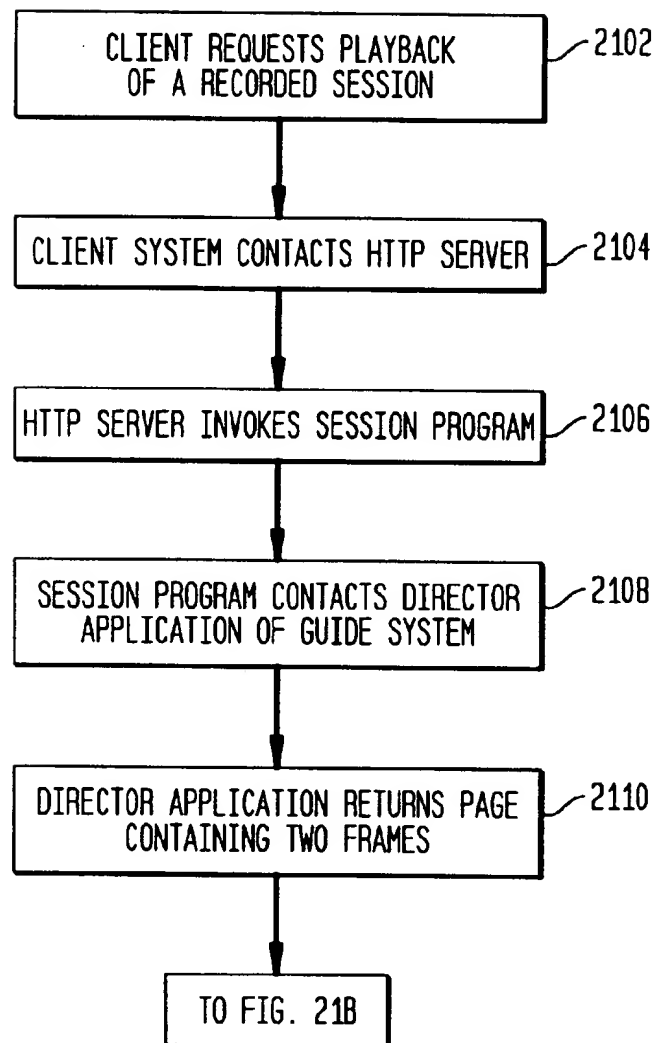 CLIENT REQUESTS PLAYBACK
OF A RECORDED SESSION
2102
CLIENT SYSTEM CONTACTS HTTP SERVER
2104
HTTP SERVER INVOKES SESSION PROGRAM
2106
SESSION PROGRAM CONTACTS DIRECTOR
APPLICATION OF GUIDE SYSTEM
2108
DIRECTOR APPLICATION RETURNS PAGE
CONTAINING TWO FRAMES
2110
TO FIG. 21B